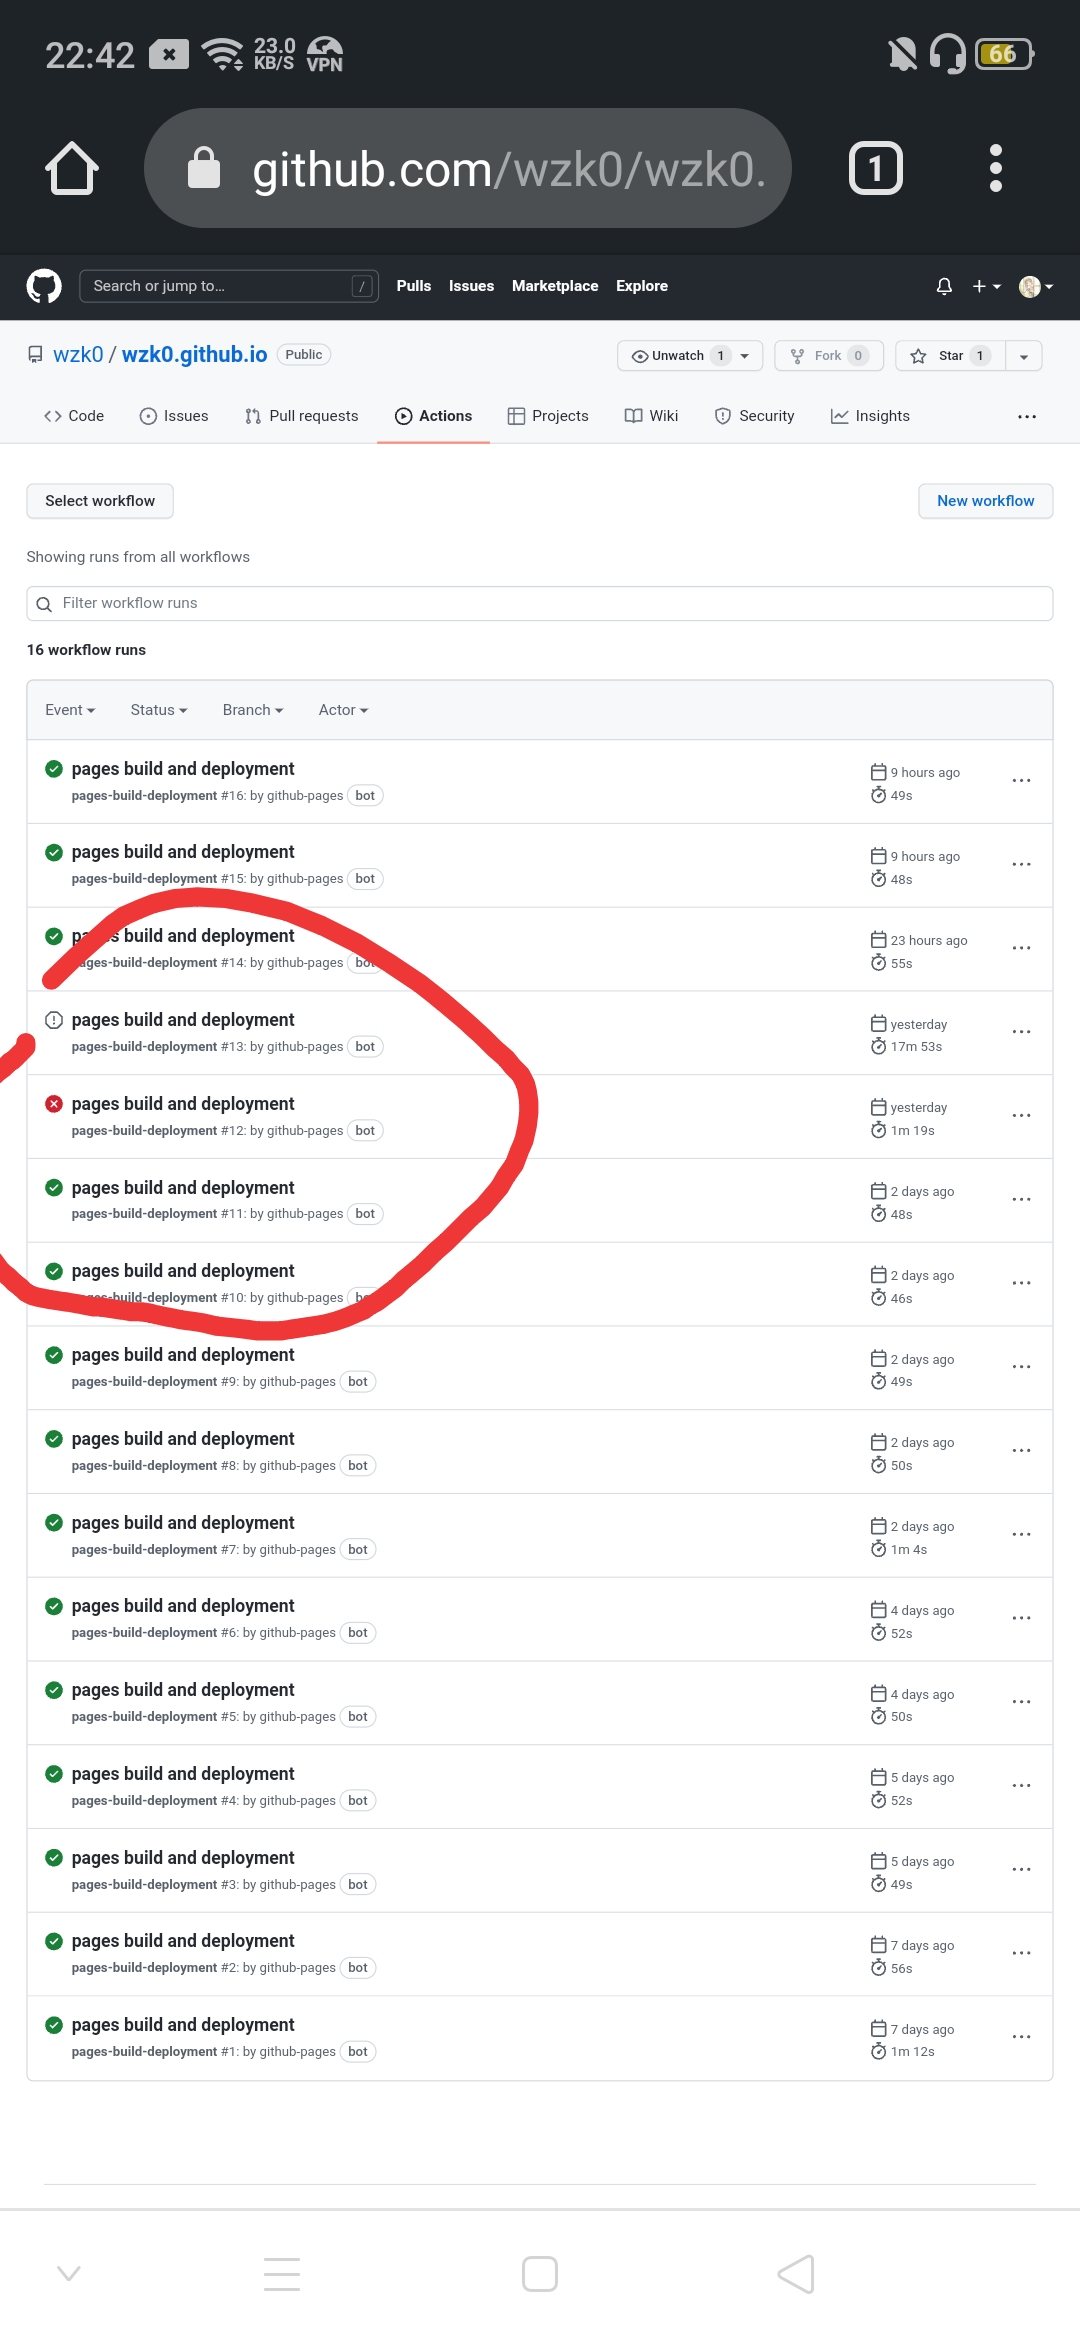 22:42 23.0 KB/S VPN 66
github.com/wzk0/wzk0. 1
Search or jump to... / Pulls Issues Marketplace Explore
wzk0 / wzk0.github.io Public Unwatch 1 Fork 0 Star 1
Code Issues Pull requests Actions Projects Wiki Security Insights
Select workflow New workflow
Showing runs from all workflows
Filter workflow runs
16 workflow runs
Event Status Branch Actor
pages build and deployment 9 hours ago
pages-build-deployment #16: by github-pages bot 49s
pages build and deployment 9 hours ago
pages-build-deployment #15: by github-pages bot 48s
pages build and deployment 23 hours ago
pages-build-deployment #14: by github-pages bot 55s
pages build and deployment yesterday
pages-build-deployment #13: by github-pages bot 17m 53s
pages build and deployment yesterday
pages-build-deployment #12: by github-pages bot 1m 19s
pages build and deployment 2 days ago
pages-build-deployment #11: by github-pages bot 48s
pages build and deployment 2 days ago
pages-build-deployment #10: by github-pages bot 46s
pages build and deployment 2 days ago
pages-build-deployment #9: by github-pages bot 49s
pages build and deployment 2 days ago
pages-build-deployment #8: by github-pages bot 50s
pages build and deployment 2 days ago
pages-build-deployment #7: by github-pages bot 1m 4s
pages build and deployment 4 days ago
pages-build-deployment #6: by github-pages bot 52s
pages build and deployment 4 days ago
pages-build-deployment #5: by github-pages bot 50s
pages build and deployment 5 days ago
pages-build-deployment #4: by github-pages bot 52s
pages build and deployment 5 days ago
pages-build-deployment #3: by github-pages bot 49s
pages build and deployment 7 days ago
pages-build-deployment #2: by github-pages bot 56s
pages build and deployment 7 days ago
pages-build-deployment #1: by github-pages bot 1m 12s